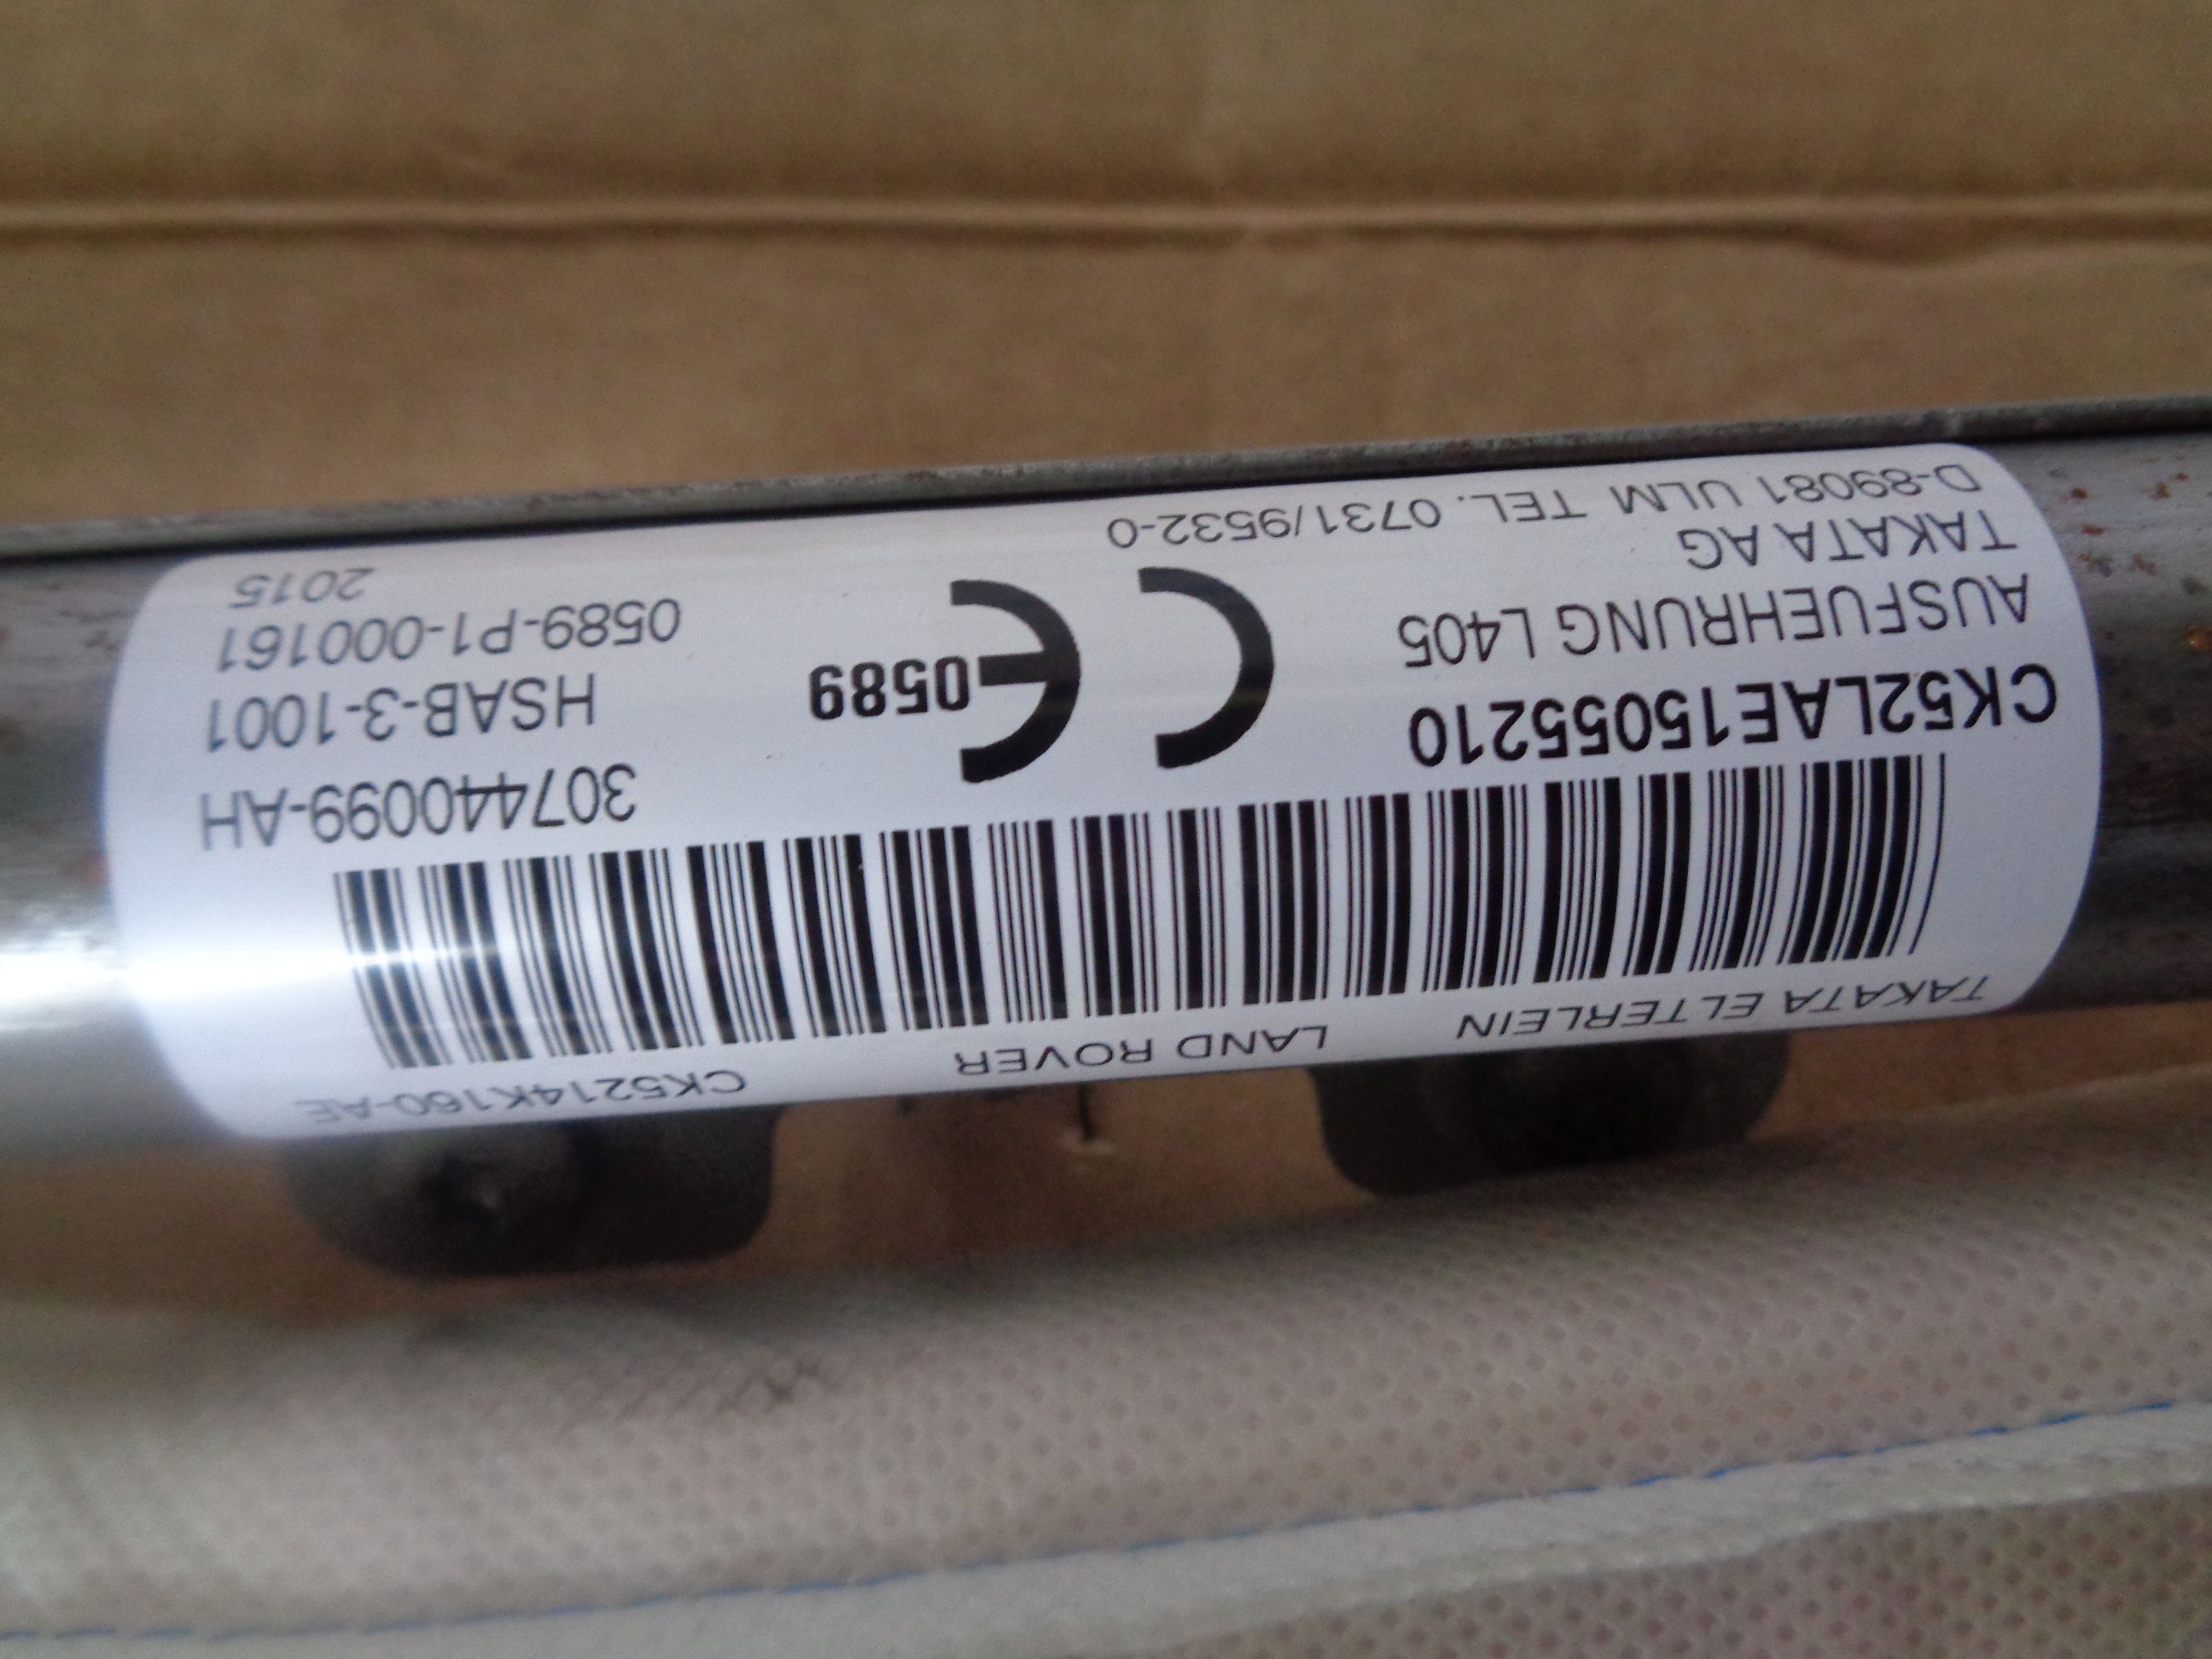 TAKATA ELTERLEIN LAND ROVER CK5214K160-AE
CK52LAE15055210
AUSFUEHRUNG L405
TAKATA AG
D-89081 ULM TEL. 0731/9532-0
CE0589
307440099-AH
HSAB-3-1001
0589-P1-000161
2015